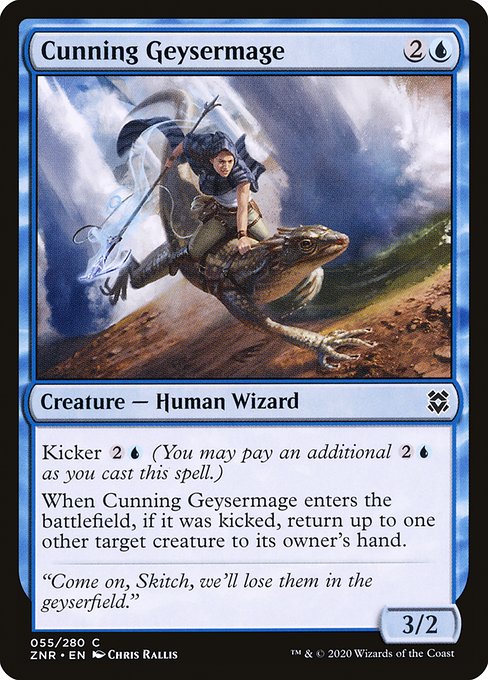 Cunning Geysermage 2
Creature — Human Wizard
Kicker 2 (You may pay an additional 2
as you cast this spell.)
When Cunning Geysermage enters the
battlefield, if it was kicked, return up to one
other target creature to its owner's hand.
"Come on, Skitch, we'll lose them in the
geyserfield."
3/2
055/280 C
ZNR • EN Chris Rallis
™ & © 2020 Wizards of the Coast